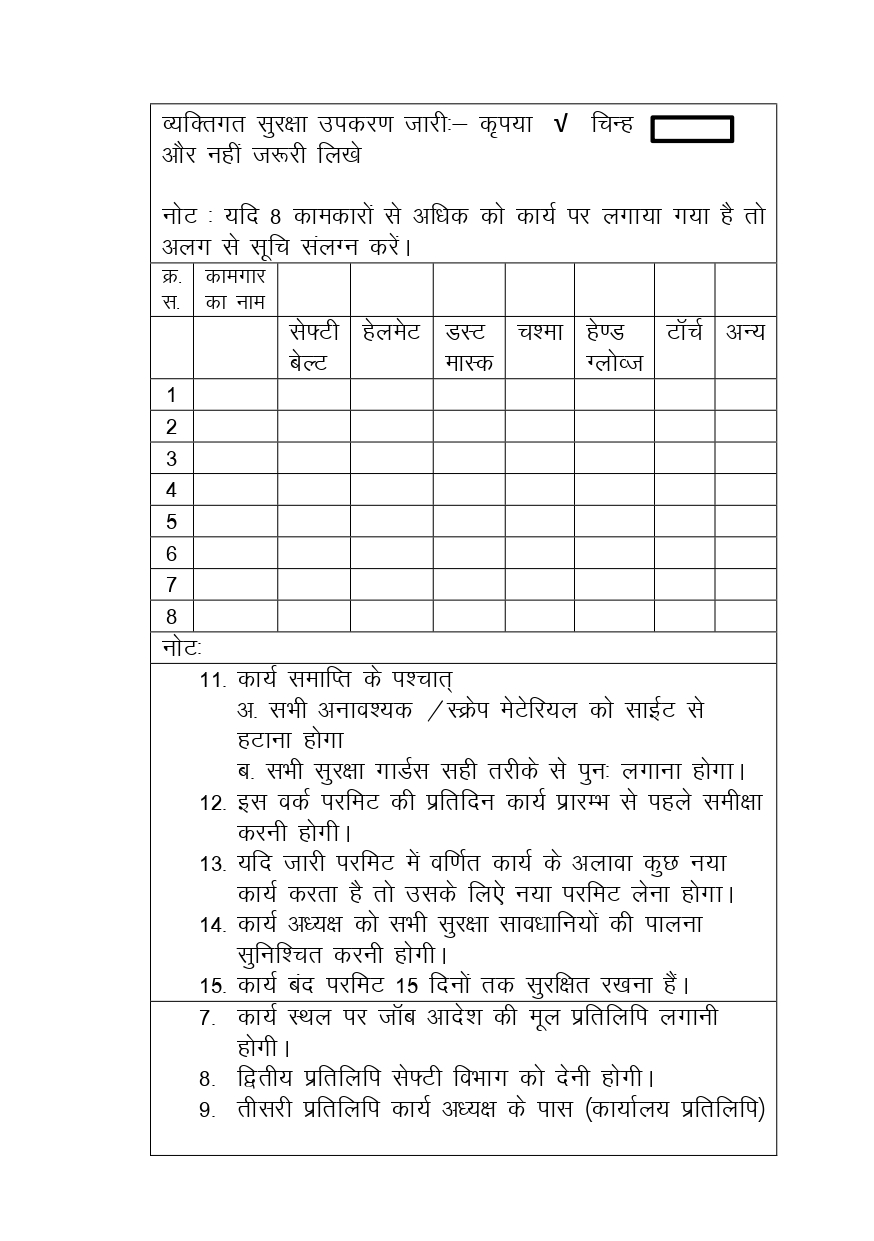 व्यक्तिगत सुरक्षा उपकरण जारी:– कृपया √ चिन्ह
और नहीं जरूरी लिखे
नोट : यदि 8 कामकारों से अधिक को कार्य पर लगाया गया है तो
अलग से सूचि संलग्न करें।
क्र. कामगार
स. का नाम
सेफ्टी हेलमेट डस्ट चश्मा हेण्ड टॉर्च अन्य
बेल्ट मास्क ग्लोव्ज
1
2
3
4
5
6
7
8
नोटः
11. कार्य समाप्ति के पश्चात्
अ. सभी अनावश्यक /स्क्रेप मेटेरियल को साईट से
हटाना होगा
ब. सभी सुरक्षा गार्डस सही तरीके से पुनः लगाना होगा।
12. इस वर्क परमिट की प्रतिदिन कार्य प्रारम्भ से पहले समीक्षा
करनी होगी।
13. यदि जारी परमिट में वर्णित कार्य के अलावा कुछ नया
कार्य करता है तो उसके लिऐ नया परमिट लेना होगा।
14. कार्य अध्यक्ष को सभी सुरक्षा सावधानियों की पालना
सुनिश्चित करनी होगी।
15. कार्य बंद परमिट 15 दिनों तक सुरक्षित रखना हैं।
7. कार्य स्थल पर जॉब आदेश की मूल प्रतिलिपि लगानी
होगी।
8. द्वितीय प्रतिलिपि सेफ्टी विभाग को देनी होगी।
9. तीसरी प्रतिलिपि कार्य अध्यक्ष के पास (कार्यालय प्रतिलिपि)